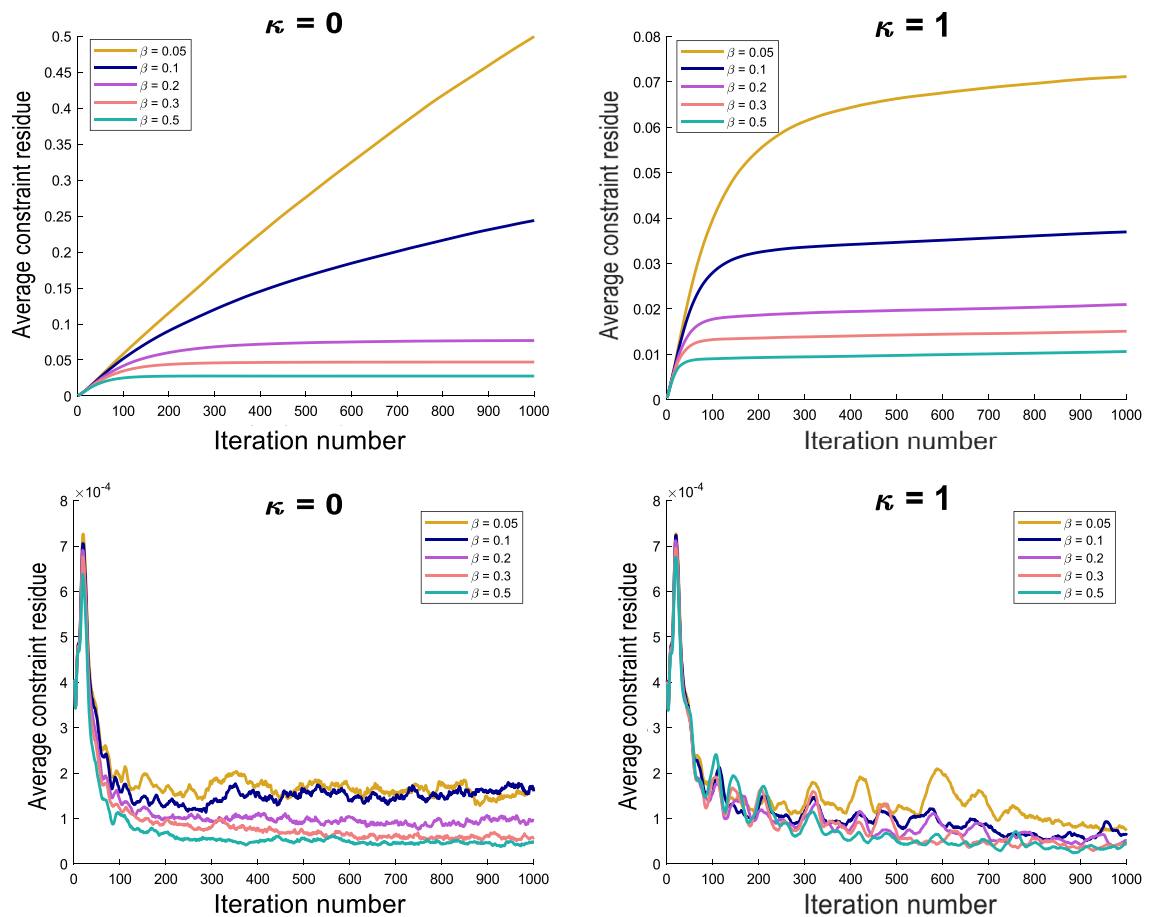 κ = 0
Average constraint residue
0.5
0.45
0.4
0.35
0.3
0.25
0.2
0.15
0.1
0.05
0
β = 0.05
β = 0.1
β = 0.2
β = 0.3
β = 0.5
0 100 200 300 400 500 600 700 800 900 1000
Iteration number
κ = 1
Average constraint residue
0.08
0.07
0.06
0.05
0.04
0.03
0.02
0.01
0
β = 0.05
β = 0.1
β = 0.2
β = 0.3
β = 0.5
0 100 200 300 400 500 600 700 800 900 1000
Iteration number
κ = 0
×10⁻⁴
Average constraint residue
8
7
6
5
4
3
2
1
0
β = 0.05
β = 0.1
β = 0.2
β = 0.3
β = 0.5
0 100 200 300 400 500 600 700 800 900 1000
Iteration number
κ = 1
×10⁻⁴
Average constraint residue
8
7
6
5
4
3
2
1
0
β = 0.05
β = 0.1
β = 0.2
β = 0.3
β = 0.5
0 100 200 300 400 500 600 700 800 900 1000
Iteration number